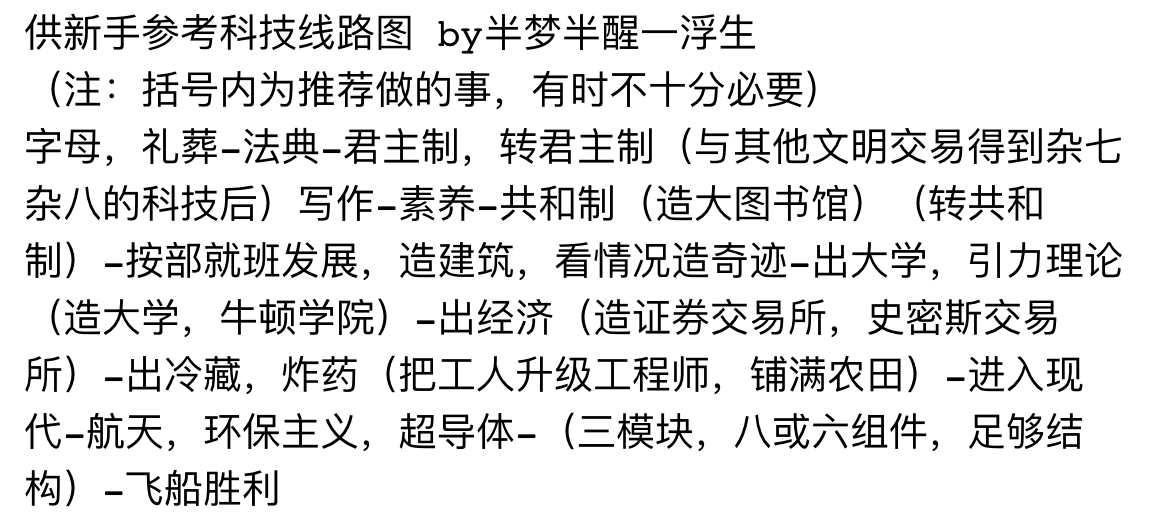 供新手参考科技线路图 by半梦半醒一浮生
（注：括号内为推荐做的事，有时不十分必要）
字母，礼葬-法典-君主制，转君主制（与其他文明交易得到杂七
杂八的科技后）写作-素养-共和制（造大图书馆）（转共和
制）-按部就班发展，造建筑，看情况造奇迹-出大学，引力理论
（造大学，牛顿学院）-出经济（造证券交易所，史密斯交易
所）-出冷藏，炸药（把工人升级工程师，铺满农田）-进入现
代-航天，环保主义，超导体-（三模块，八或六组件，足够结
构）-飞船胜利